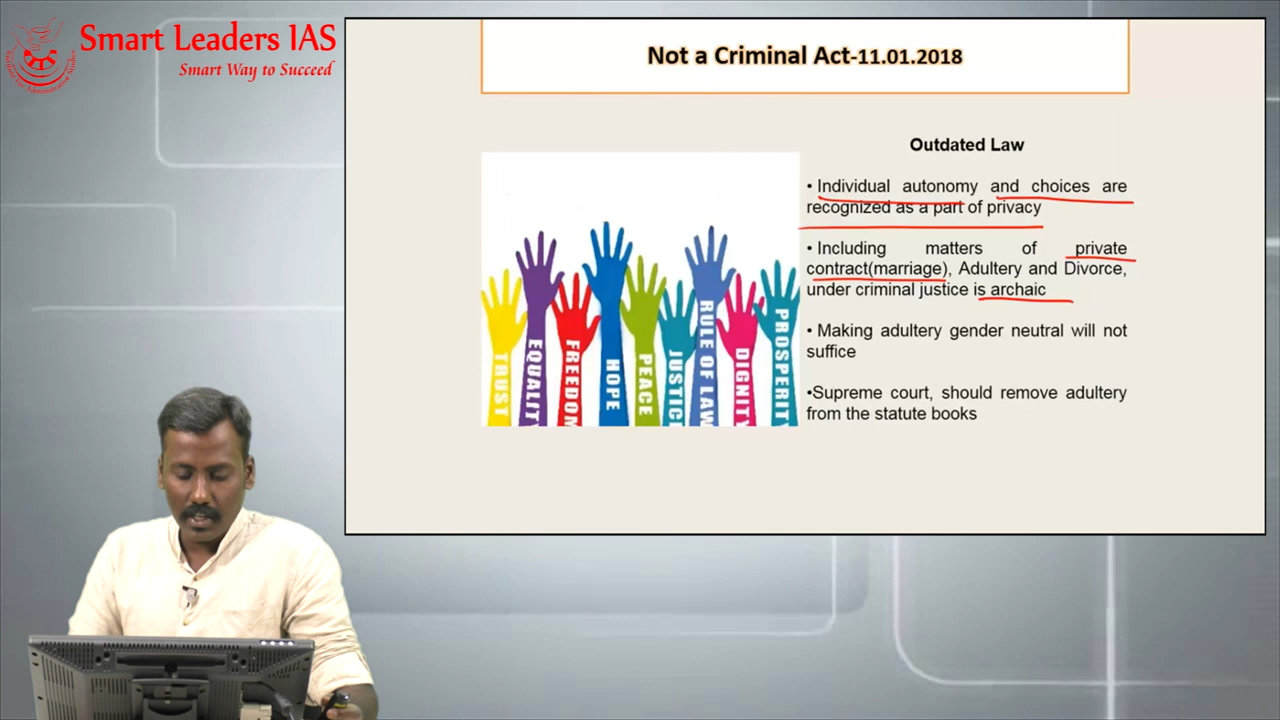 Smart Leaders IAS
Smart Way to Succeed
Not a Criminal Act-11.01.2018
Outdated Law
• Individual autonomy and choices are
recognized as a part of privacy
• Including matters of private
contract(marriage), Adultery and Divorce,
under criminal justice is archaic
• Making adultery gender neutral will not
suffice
•Supreme court, should remove adultery
from the statute books
TRUST
EQUALIT
FREEDOM
HOPE
PEACE
JUSTIC
RULE OF LAW
DIGNITY
PROSPERIT